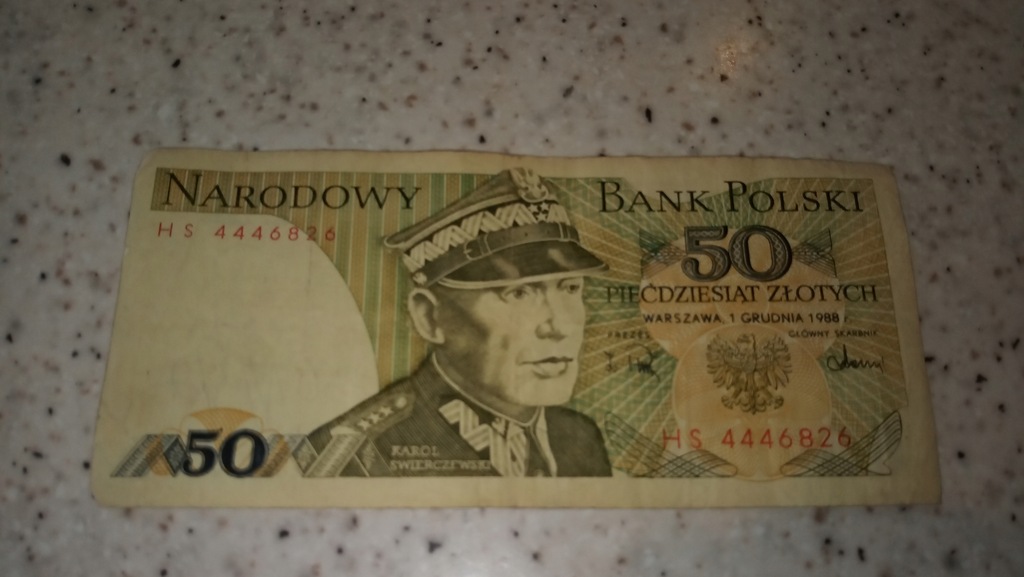 NARODOWY BANK POLSKI
HS 4446826
50
PIĘĆDZIESIĄT ZŁOTYCH
WARSZAWA, 1 GRUDNIA 1988 r.
PREZES GŁÓWNY SKARBNIK
HS 4446826
50
KAROL
ŚWIERCZEWSKI